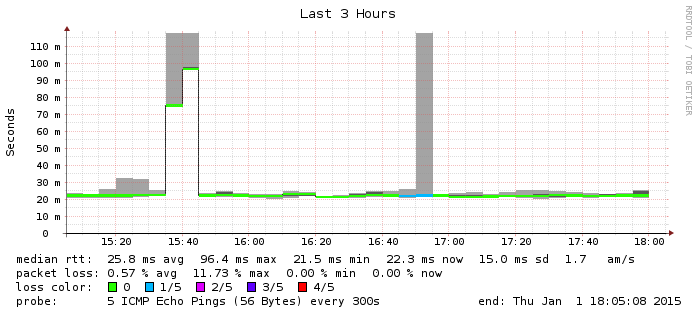 Last 3 Hours
RRDTOOL / TOBI OETIKER
Seconds
110 m
100 m
90 m
80 m
70 m
60 m
50 m
40 m
30 m
20 m
10 m
0
15:20 15:40 16:00 16:20 16:40 17:00 17:20 17:40 18:00
median rtt: 25.8 ms avg 96.4 ms max 21.5 ms min 22.3 ms now 15.0 ms sd 1.7 am/s
packet loss: 0.57 % avg 11.73 % max 0.00 % min 0.00 % now
loss color: 0 1/5 2/5 3/5 4/5
probe: 5 ICMP Echo Pings (56 Bytes) every 300s end: Thu Jan 1 18:05:08 2015